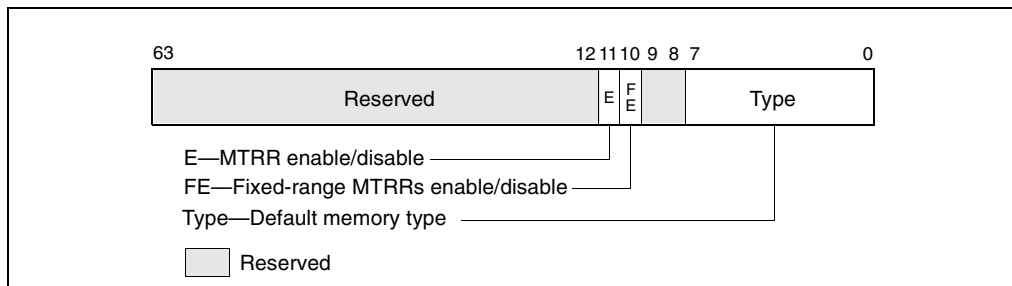 63 12 11 10 9 8 7 0
Reserved E F E Type
E—MTRR enable/disable
FE—Fixed-range MTRRs enable/disable
Type—Default memory type
Reserved